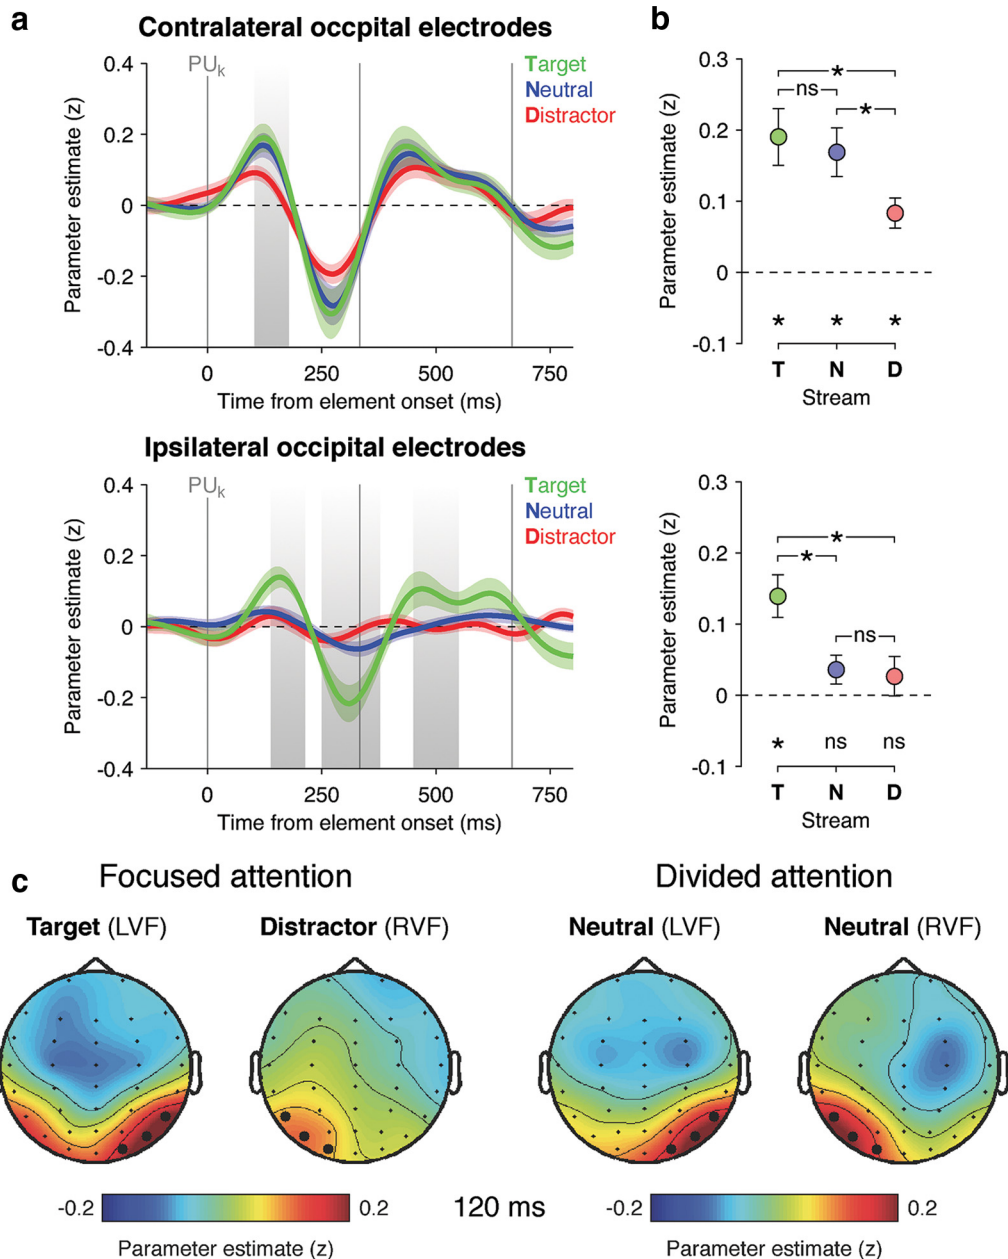 a
Contralateral occpital electrodes
0.4
0.2
0
-0.2
-0.4
Parameter estimate (z)
PUk
Target
Neutral
Distractor
0
250
500
750
Time from element onset (ms)
b
0.3
0.2
0.1
0
-0.1
Parameter estimate (z)
*
ns
*
* * *
T N D
Stream
Ipsilateral occipital electrodes
0.4
0.2
0
-0.2
-0.4
Parameter estimate (z)
PUk
Target
Neutral
Distractor
0
250
500
750
Time from element onset (ms)
0.3
0.2
0.1
0
-0.1
Parameter estimate (z)
*
*
ns
* ns ns
T N D
Stream
c
Focused attention
Divided attention
Target (LVF)
Distractor (RVF)
Neutral (LVF)
Neutral (RVF)
-0.2
0.2
120 ms
-0.2
0.2
Parameter estimate (z)
Parameter estimate (z)